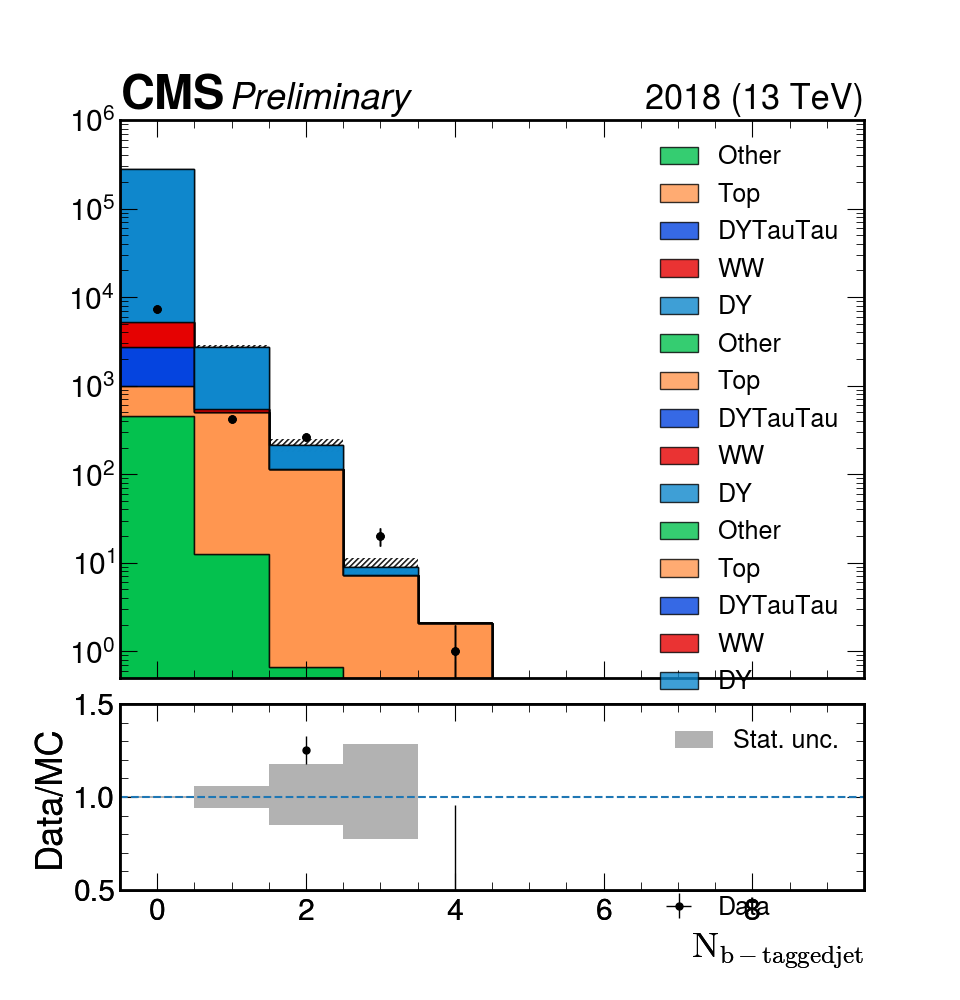 CMS Preliminary 2018 (13 TeV)
10^6
10^5
10^4
10^3
10^2
10^1
10^0
Other
Top
DYTauTau
WW
DY
Other
Top
DYTauTau
WW
DY
Other
Top
DYTauTau
WW
DY
Data/MC
1.5
1.0
0.5
Stat. unc.
0 2 4 6 8
Data
N_{b-taggedjet}